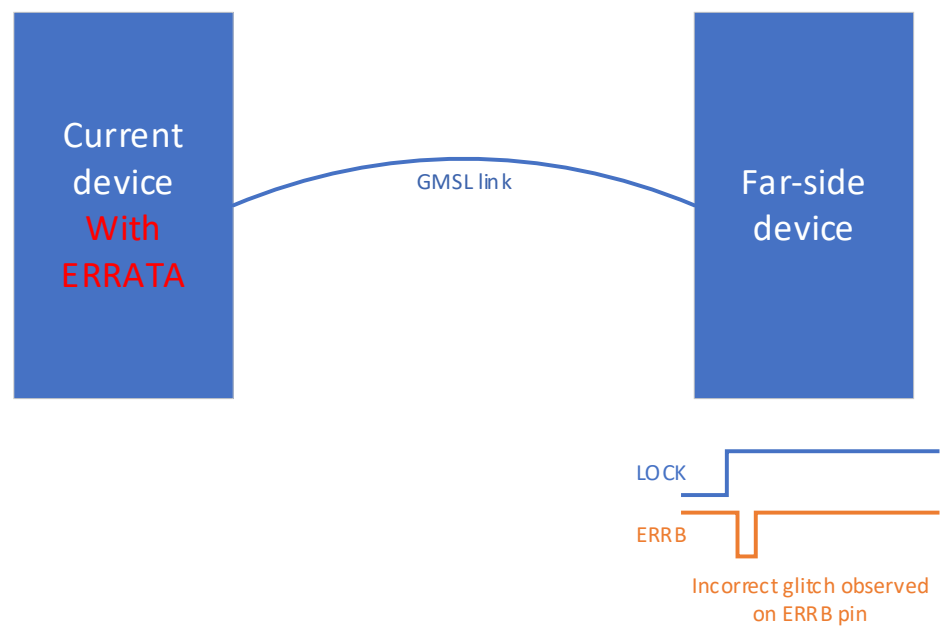 Current
device
With
ERRATA
GMSL link
Far-side
device
LOCK
ERRB
Incorrect glitch observed
on ERRB pin